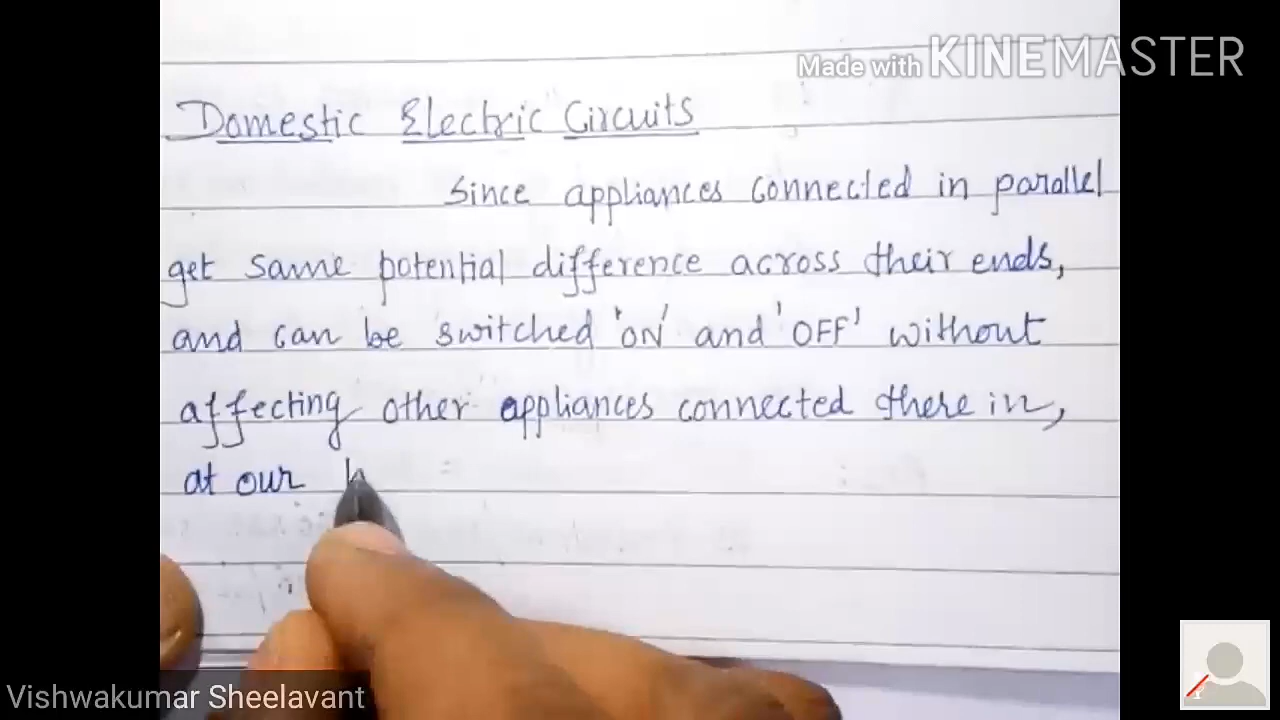 Made with KINEMASTER
Domestic Electric Circuits
Since appliances connected in parallel
get same potential difference across their ends,
and can be switched 'ON' and 'OFF' without
affecting other appliances connected there in,
at our
Vishwakumar Sheelavant